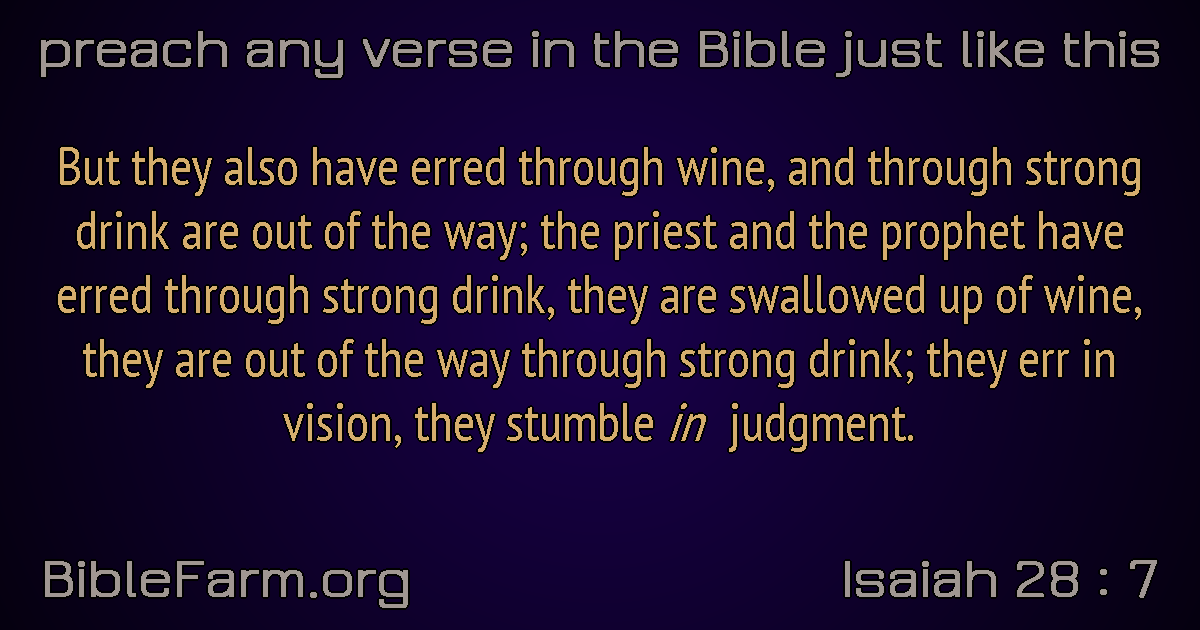 preach any verse in the Bible just like this
But they also have erred through wine, and through strong
drink are out of the way; the priest and the prophet have
erred through strong drink, they are swallowed up of wine,
they are out of the way through strong drink; they err in
vision, they stumble in judgment.
BibleFarm.org
Isaiah 28 : 7